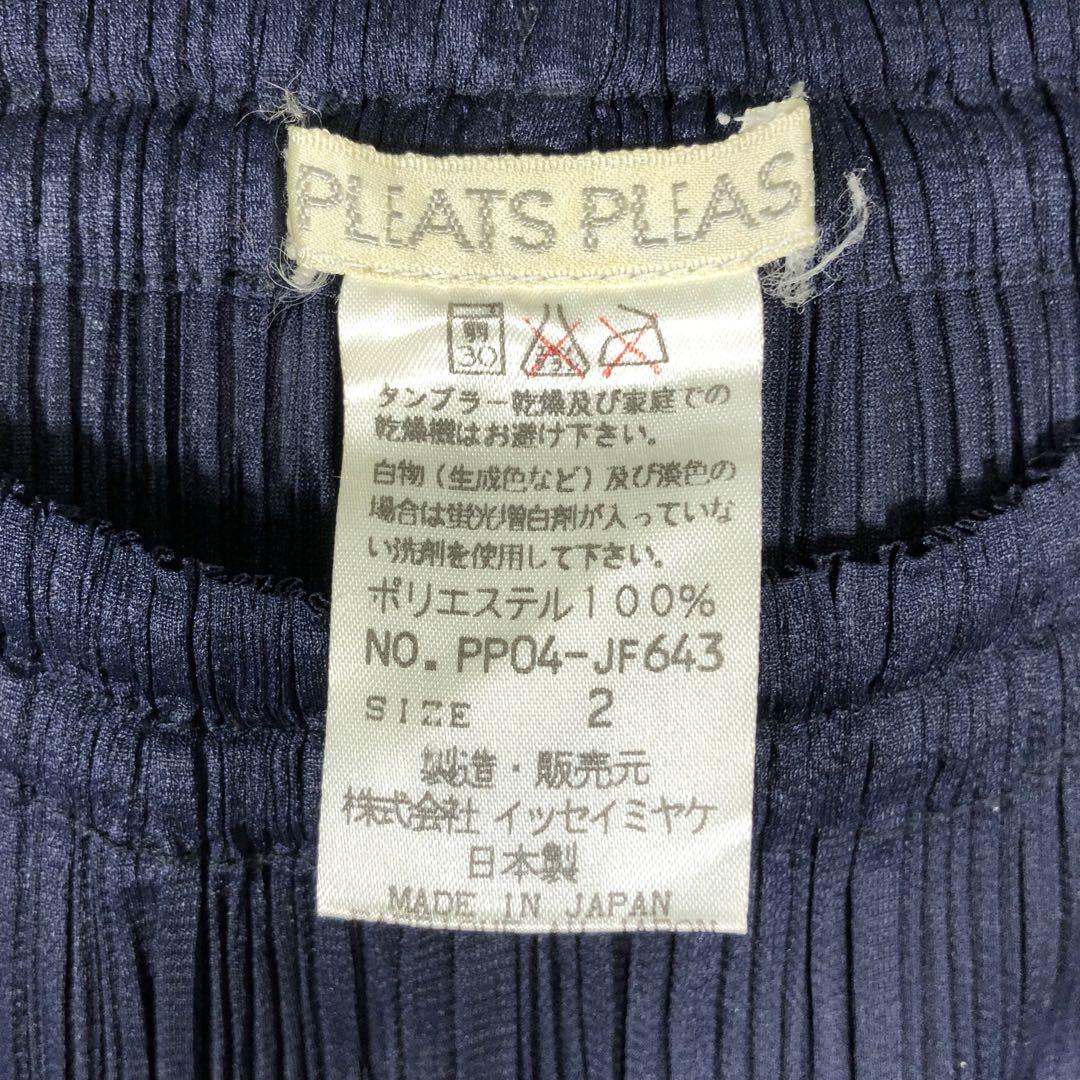 PLEATS PLEAS
弱
30
タンブラー乾燥及び家庭での
乾燥機はお避け下さい。
白物（生成色など）及び淡色の
場合は蛍光増白剤が入っていな
い洗剤を使用して下さい。
ポリエステル100%
NO. PP04-JF643
SIZE 2
製造・販売元
株式会社 イッセイミヤケ
日本製
MADE IN JAPAN